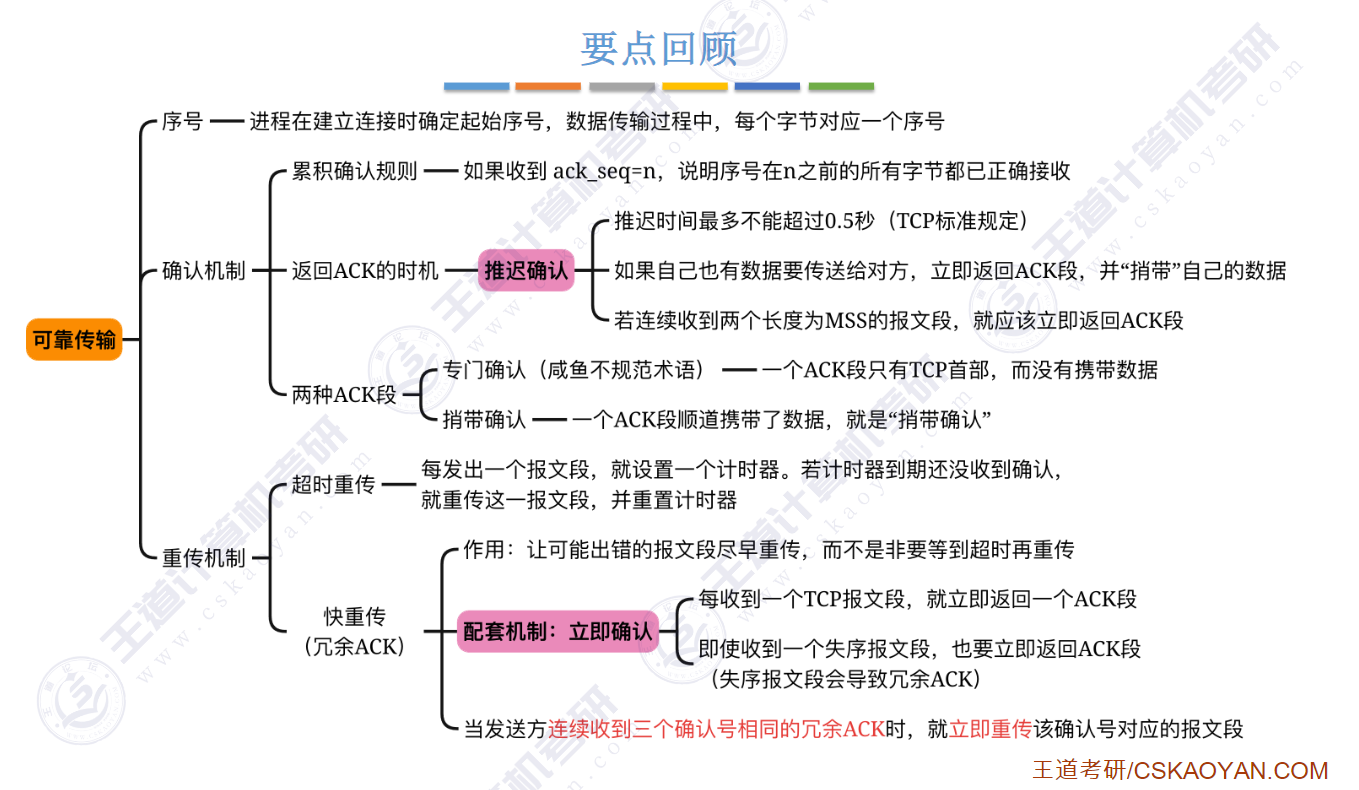 要点回顾
序号
进程在建立连接时确定起始序号，数据传输过程中，每个字节对应一个序号
累积确认规则
如果收到 ack_seq=n，说明序号在n之前的所有字节都已正确接收
推迟时间最多不能超过0.5秒（TCP标准规定）
确认机制
返回ACK的时机
推迟确认
如果自己也有数据要传送给对方，立即返回ACK段，并“捎带”自己的数据
若连续收到两个长度为MSS的报文段，就应该立即返回ACK段
可靠传输
专门确认（咸鱼不规范术语）
一个ACK段只有TCP首部，而没有携带数据
两种ACK段
捎带确认
一个ACK段顺道携带了数据，就是“捎带确认”
超时重传
每发出一个报文段，就设置一个计时器。若计时器到期还没收到确认，
就重传这一报文段，并重置计时器
重传机制
作用：让可能出错的报文段尽早重传，而不是非要等到超时再重传
快重传
（冗余ACK）
配套机制：立即确认
每收到一个TCP报文段，就立即返回一个ACK段
即使收到一个失序报文段，也要立即返回ACK段
（失序报文段会导致冗余ACK）
当发送方连续收到三个确认号相同的冗余ACK时，就立即重传该确认号对应的报文段
王道考研/CSKAOYAN.COM
王道计算机考研
www.cskaoyan.com